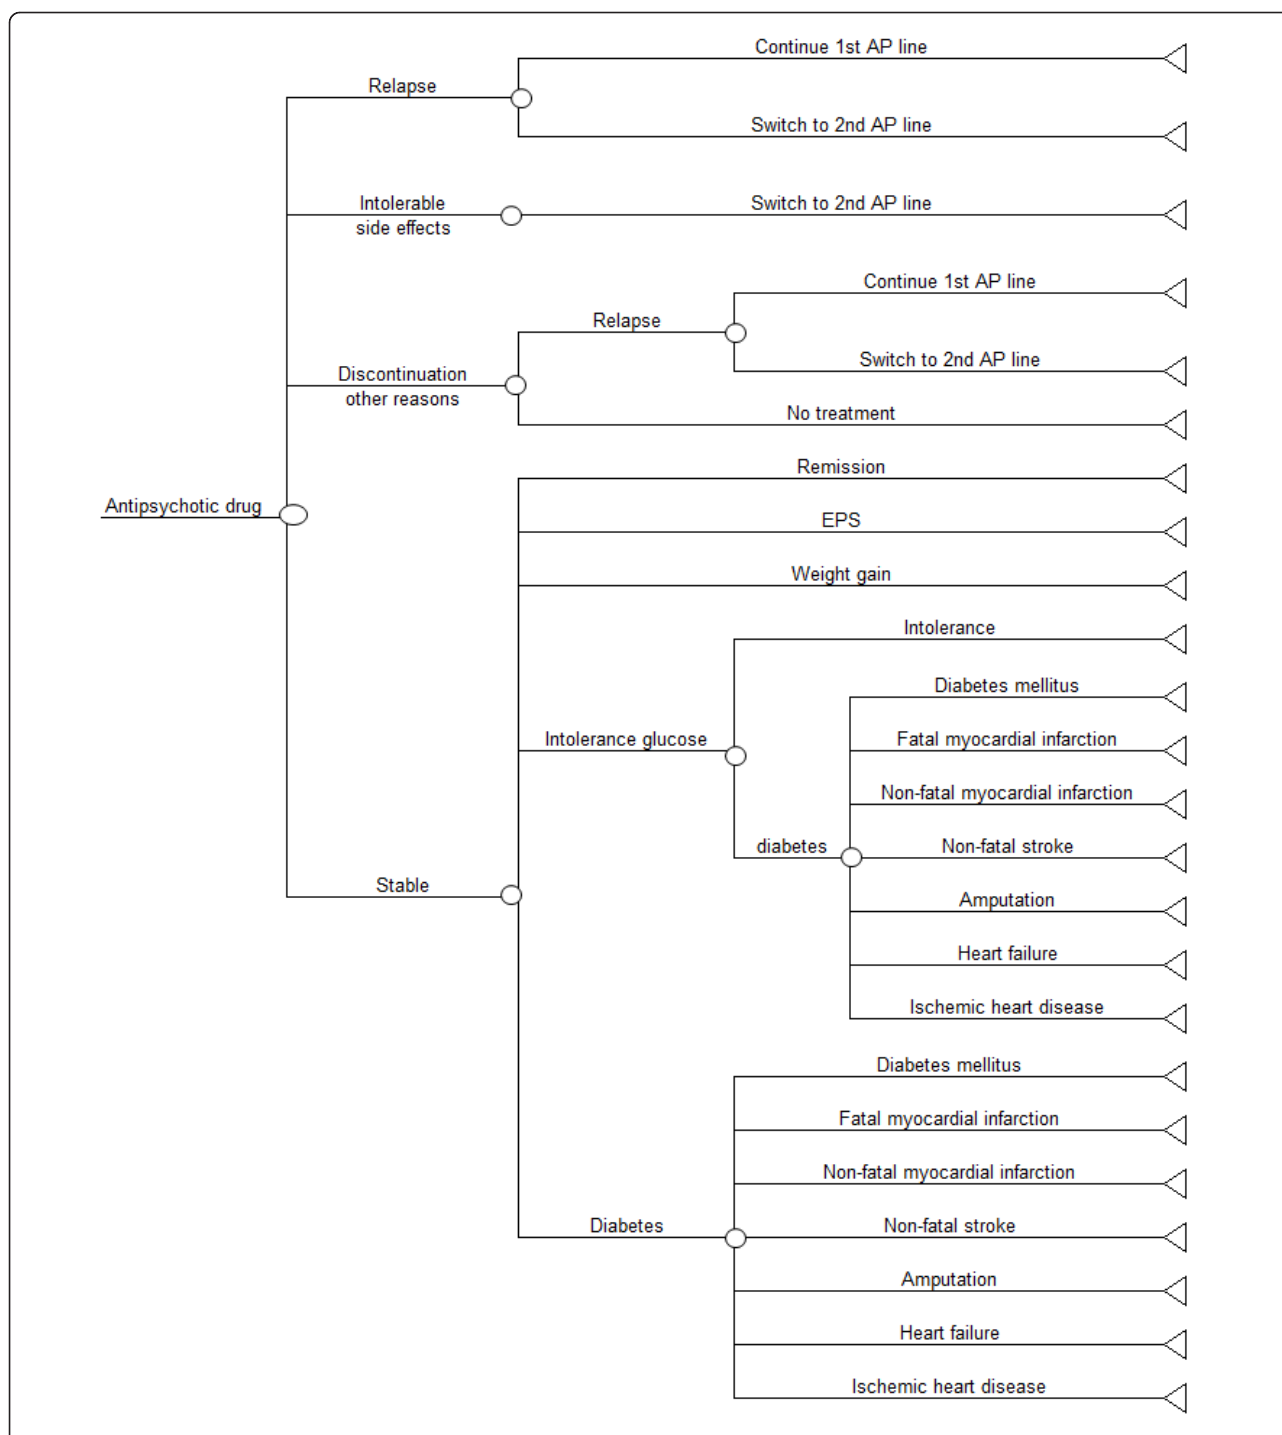 Continue 1st AP line
Relapse
Switch to 2nd AP line
Intolerable
side effects
Switch to 2nd AP line
Continue 1st AP line
Relapse
Switch to 2nd AP line
Discontinuation
other reasons
No treatment
Remission
Antipsychotic drug
EPS
Weight gain
Intolerance
Diabetes mellitus
Intolerance glucose
Fatal myocardial infarction
Non-fatal myocardial infarction
diabetes
Non-fatal stroke
Stable
Amputation
Heart failure
Ischemic heart disease
Diabetes mellitus
Fatal myocardial infarction
Non-fatal myocardial infarction
Diabetes
Non-fatal stroke
Amputation
Heart failure
Ischemic heart disease